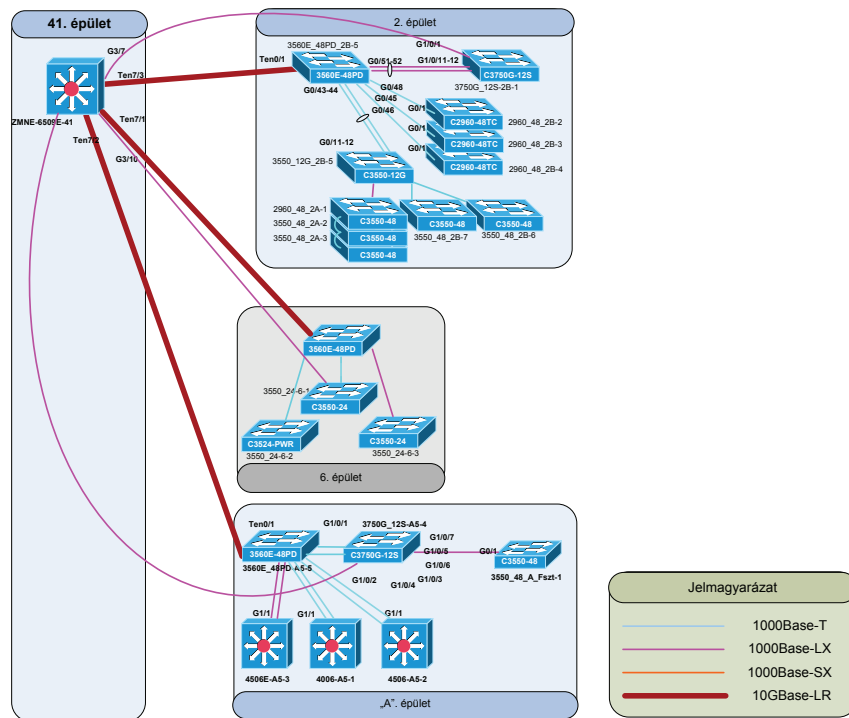 41. épület
G3/7
Ten7/3
ZMNE-6509E-41
Ten7/1
Ten7/2
G3/10
2. épület
3560E_48PD_2B-5
Ten0/1
3560E-48PD
G0/43-44
G0/51-52
G1/0/1
G1/0/11-12
C3750G-12S
3750G_12S-2B-1
G0/48
G0/45
G0/46
G0/1
C2960-48TC
2960_48_2B-2
G0/1
C2960-48TC
2960_48_2B-3
G0/1
C2960-48TC
2960_48_2B-4
G0/11-12
3550_12G_2B-5
C3550-12G
2960_48_2A-1
3550_48_2A-2
3550_48_2A-3
C3550-48
C3550-48
C3550-48
C3550-48
3550_48_2B-7
C3550-48
3550_48_2B-6
3560E-48PD
3550_24-6-1
C3550-24
C3524-PWR
3550_24-6-2
C3550-24
3550_24-6-3
6. épület
Ten0/1
3560E-48PD
3560E_48PD-A5-5
G1/0/1
3750G_12S-A5-4
C3750G-12S
G1/0/7
G1/0/5
G1/0/6
G1/0/3
G1/0/2
G1/0/4
G0/1
C3550-48
3550_48_A_Fszt-1
G1/1
G1/1
G1/1
4506E-A5-3
4006-A5-1
4506-A5-2
„A”. épület
Jelmagyarázat
1000Base-T
1000Base-LX
1000Base-SX
10GBase-LR